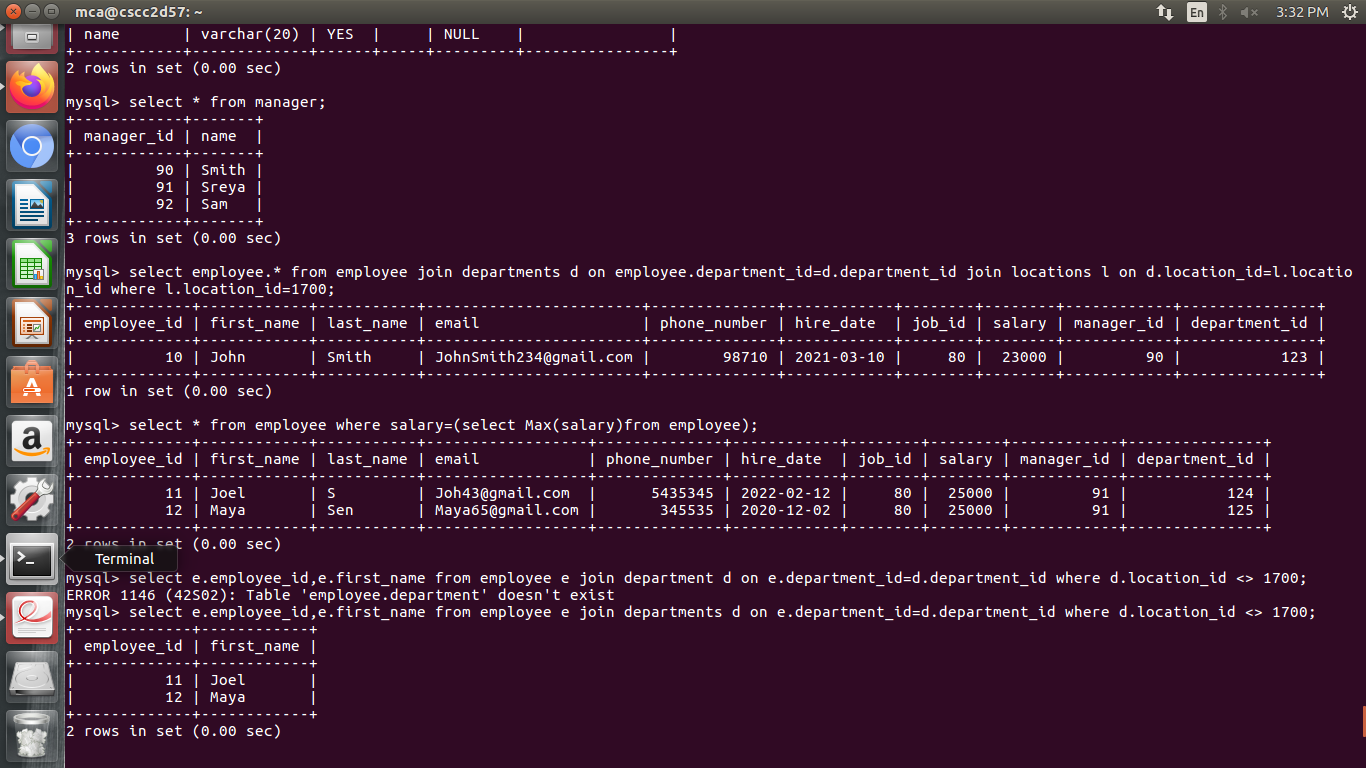 mca@cscc2d57: ~
En
3:32 PM
| name       | varchar(20) | YES  |     | NULL    |                |
+------------+-------------+------+-----+---------+----------------+
2 rows in set (0.00 sec)
mysql> select * from manager;
+------------+-------+
| manager_id | name  |
+------------+-------+
|         90 | Smith |
|         91 | Sreya |
|         92 | Sam   |
+------------+-------+
3 rows in set (0.00 sec)
mysql> select employee.* from employee join departments d on employee.department_id=d.department_id join locations l on d.location_id=l.locatio
n_id where l.location_id=1700;
+-------------+------------+-----------+------------------------+--------------+------------+--------+--------+------------+---------------+
| employee_id | first_name | last_name | email                  | phone_number | hire_date  | job_id | salary | manager_id | department_id |
+-------------+------------+-----------+------------------------+--------------+------------+--------+--------+------------+---------------+
|          10 | John       | Smith     | JohnSmith234@gmail.com |        98710 | 2021-03-10 |     80 |  23000 |         90 |           123 |
+-------------+------------+-----------+------------------------+--------------+------------+--------+--------+------------+---------------+
1 row in set (0.00 sec)
mysql> select * from employee where salary=(select Max(salary)from employee);
+-------------+------------+-----------+------------------+--------------+------------+--------+--------+------------+---------------+
| employee_id | first_name | last_name | email            | phone_number | hire_date  | job_id | salary | manager_id | department_id |
+-------------+------------+-----------+------------------+--------------+------------+--------+--------+------------+---------------+
|          11 | Joel       | S         | Joh43@gmail.com  |      5435345 | 2022-02-12 |     80 |  25000 |         91 |           124 |
|          12 | Maya       | Sen       | Maya65@gmail.com |       345535 | 2020-12-02 |     80 |  25000 |         91 |           125 |
+-------------+------------+-----------+------------------+--------------+------------+--------+--------+------------+---------------+
2 rows in set (0.00 sec)
Terminal
mysql> select e.employee_id,e.first_name from employee e join department d on e.department_id=d.department_id where d.location_id <> 1700;
ERROR 1146 (42S02): Table 'employee.department' doesn't exist
mysql> select e.employee_id,e.first_name from employee e join departments d on e.department_id=d.department_id where d.location_id <> 1700;
+-------------+------------+
| employee_id | first_name |
+-------------+------------+
|          11 | Joel       |
|          12 | Maya       |
+-------------+------------+
2 rows in set (0.00 sec)